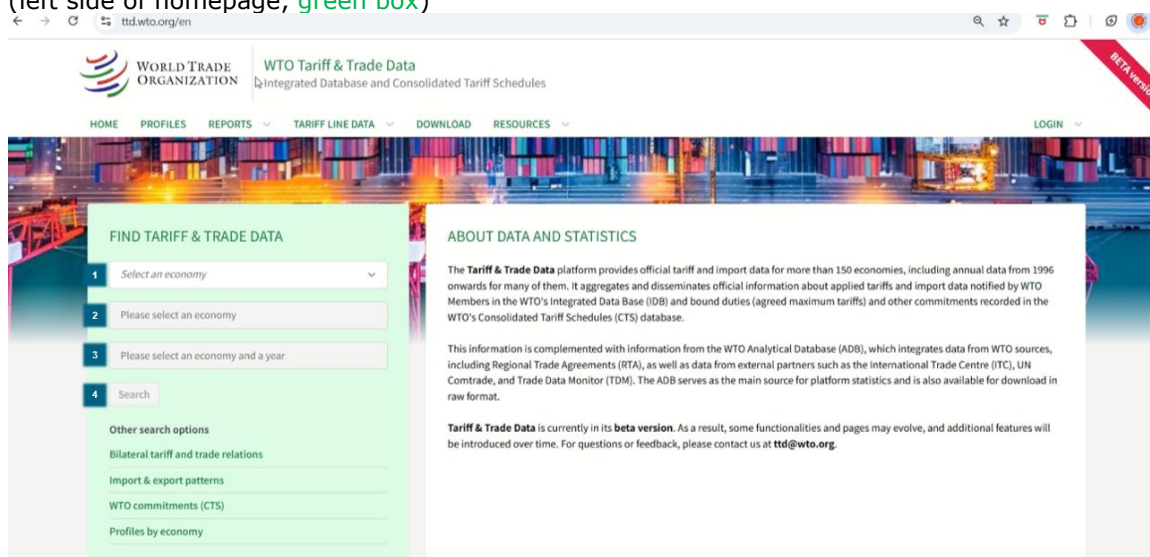 (left side of homepage, green box)
ttd.wto.org/en
WORLD TRADE
ORGANIZATION
WTO Tariff & Trade Data
Integrated Database and Consolidated Tariff Schedules
BETA version
HOME PROFILES REPORTS TARIFF LINE DATA DOWNLOAD RESOURCES LOGIN
FIND TARIFF & TRADE DATA
1 Select an economy
2 Please select an economy
3 Please select an economy and a year
4 Search
Other search options
Bilateral tariff and trade relations
Import & export patterns
WTO commitments (CTS)
Profiles by economy
ABOUT DATA AND STATISTICS
The Tariff & Trade Data platform provides official tariff and import data for more than 150 economies, including annual data from 1996
onwards for many of them. It aggregates and disseminates official information about applied tariffs and import data notified by WTO
Members in the WTO's Integrated Data Base (IDB) and bound duties (agreed maximum tariffs) and other commitments recorded in the
WTO's Consolidated Tariff Schedules (CTS) database.
This information is complemented with information from the WTO Analytical Database (ADB), which integrates data from WTO sources,
including Regional Trade Agreements (RTA), as well as data from external partners such as the International Trade Centre (ITC), UN
Comtrade, and Trade Data Monitor (TDM). The ADB serves as the main source for platform statistics and is also available for download in
raw format.
Tariff & Trade Data is currently in its beta version. As a result, some functionalities and pages may evolve, and additional features will
be introduced over time. For questions or feedback, please contact us at ttd@wto.org.